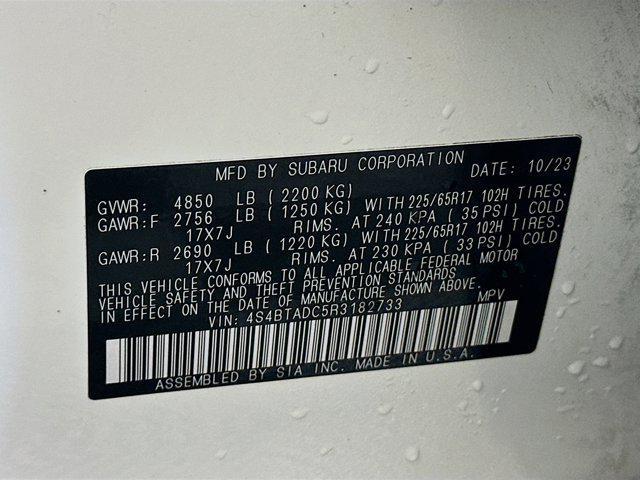 MFD BY SUBARU CORPORATION DATE: 10/23
GVWR: 4850 LB (2200 KG)
GAWR:F 2756 LB (1250 KG) WITH 225/65R17 102H TIRES.
17X7J RIMS. AT 240 KPA (35 PSI) COLD
GAWR:R 2690 LB (1220 KG) WITH 225/65R17 102H TIRES.
17X7J RIMS. AT 230 KPA (33 PSI) COLD
THIS VEHICLE CONFORMS TO ALL APPLICABLE FEDERAL MOTOR
VEHICLE SAFETY AND THEFT PREVENTION STANDARDS
IN EFFECT ON THE DATE OF MANUFACTURE SHOWN ABOVE.
VIN: 4S4BTADC5R3182733 MPV
ASSEMBLED BY SIA INC. MADE IN U.S.A.